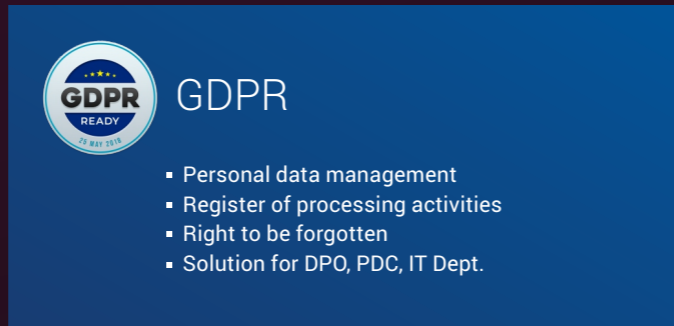 GDPR
READY
25 MAY 2018
GDPR
▪ Personal data management
▪ Register of processing activities
▪ Right to be forgotten
▪ Solution for DPO, PDC, IT Dept.